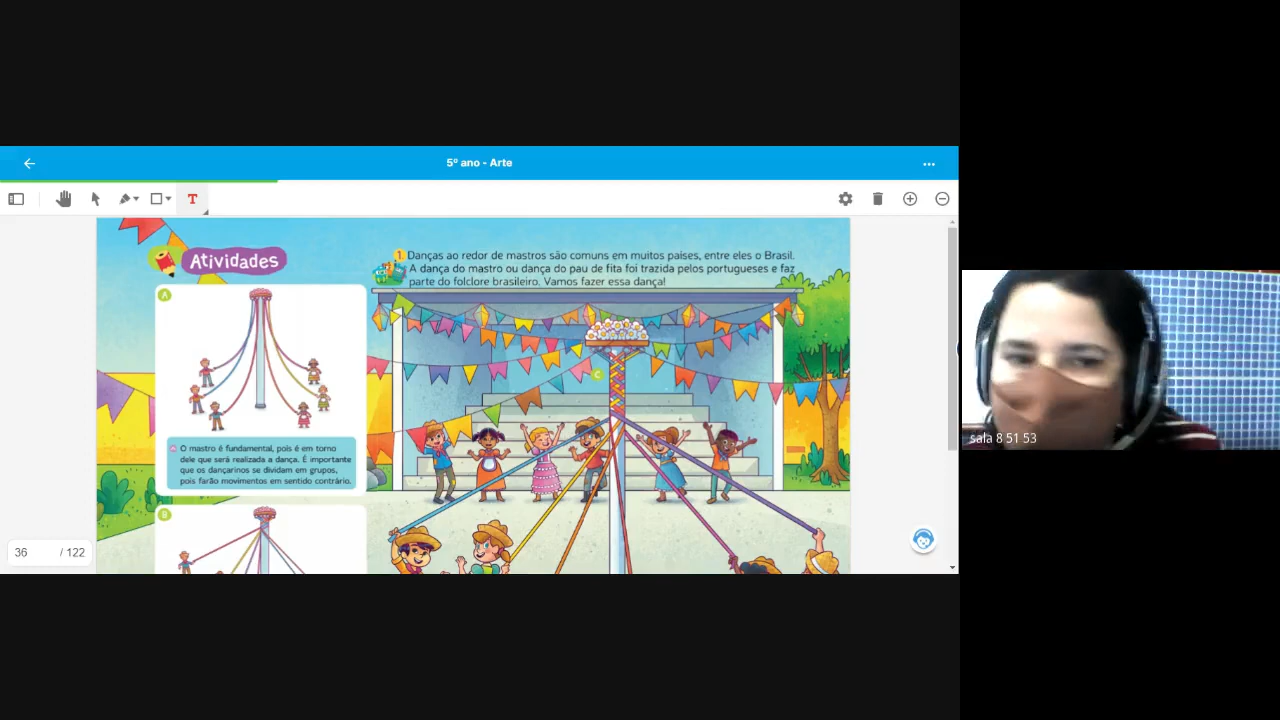 5º ano - Arte
T
Atividades
1. Danças ao redor de mastros são comuns em muitos países, entre eles o Brasil.
A dança do mastro ou dança do pau de fita foi trazida pelos portugueses e faz
parte do folclore brasileiro. Vamos fazer essa dança!
A
C
A O mastro é fundamental, pois é em torno
dele que será realizada a dança. É importante
que os dançarinos se dividam em grupos,
pois farão movimentos em sentido contrário.
B
sala 8 51 53
36 / 122